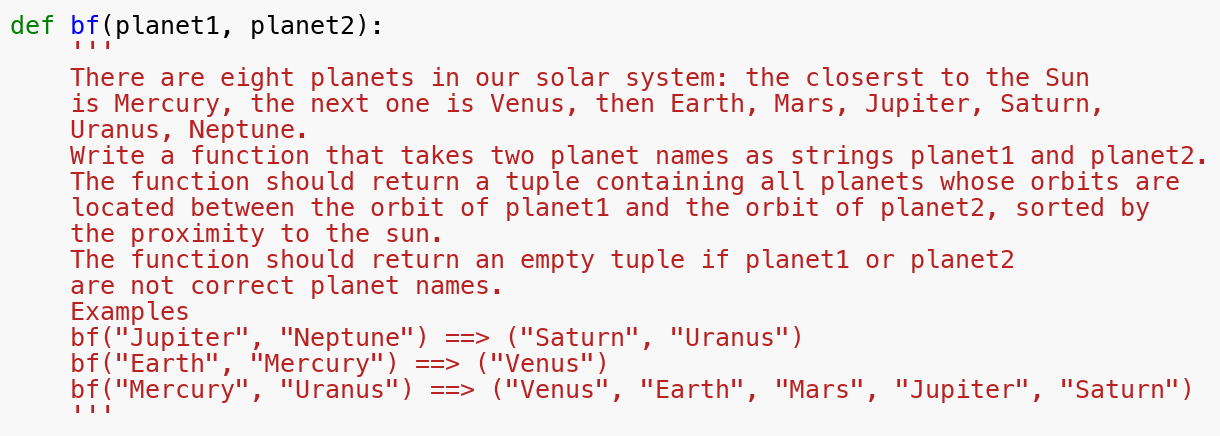 def bf(planet1, planet2):
    '''
    There are eight planets in our solar system: the closerst to the Sun
    is Mercury, the next one is Venus, then Earth, Mars, Jupiter, Saturn,
    Uranus, Neptune.
    Write a function that takes two planet names as strings planet1 and planet2.
    The function should return a tuple containing all planets whose orbits are
    located between the orbit of planet1 and the orbit of planet2, sorted by
    the proximity to the sun.
    The function should return an empty tuple if planet1 or planet2
    are not correct planet names.
    Examples
    bf("Jupiter", "Neptune") ==> ("Saturn", "Uranus")
    bf("Earth", "Mercury") ==> ("Venus")
    bf("Mercury", "Uranus") ==> ("Venus", "Earth", "Mars", "Jupiter", "Saturn")
    '''